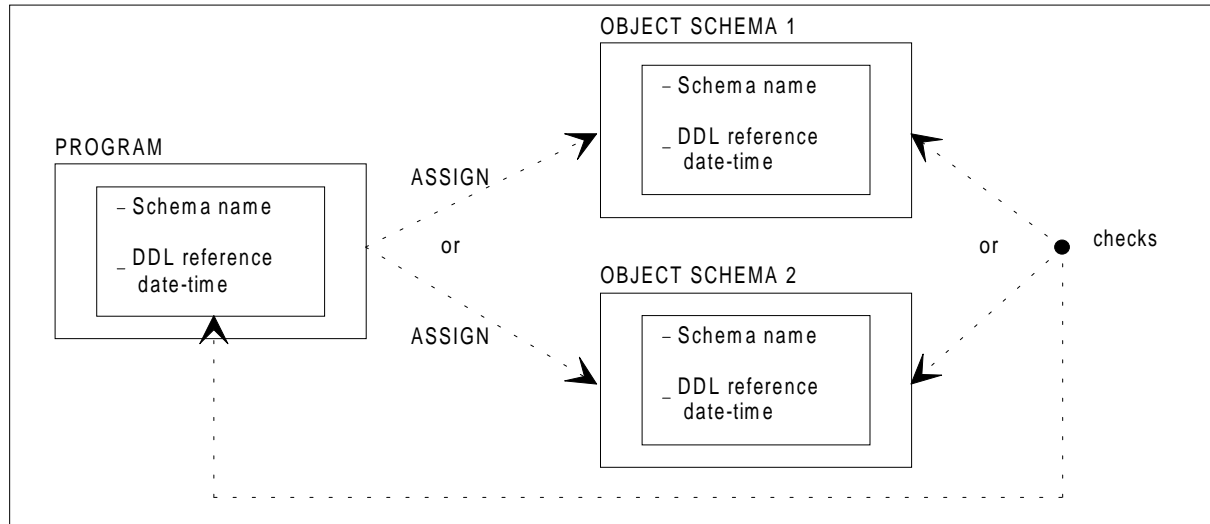 OBJECT SCHEMA 1
– Schema name
_ DDL reference
date-time
PROGRAM
– Schema name
_ DDL reference
date-time
ASSIGN
or
ASSIGN
or
checks
OBJECT SCHEMA 2
– Schema name
_ DDL reference
date-time